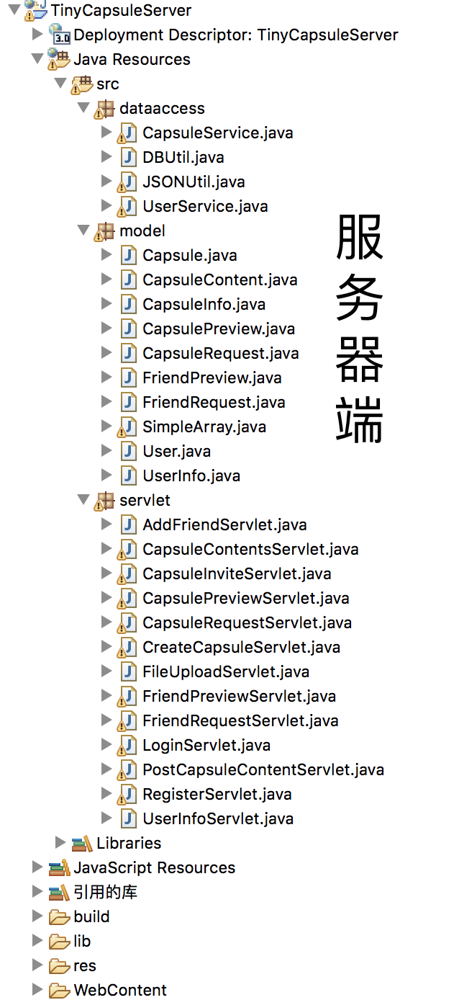 TinyCapsuleServer
Deployment Descriptor: TinyCapsuleServer
Java Resources
src
dataaccess
CapsuleService.java
DBUtil.java
JSONUtil.java
UserService.java
model
Capsule.java
CapsuleContent.java
CapsuleInfo.java
CapsulePreview.java
CapsuleRequest.java
FriendPreview.java
FriendRequest.java
SimpleArray.java
User.java
UserInfo.java
servlet
AddFriendServlet.java
CapsuleContentsServlet.java
CapsuleInviteServlet.java
CapsulePreviewServlet.java
CapsuleRequestServlet.java
CreateCapsuleServlet.java
FileUploadServlet.java
FriendPreviewServlet.java
FriendRequestServlet.java
LoginServlet.java
PostCapsuleContentServlet.java
RegisterServlet.java
UserInfoServlet.java
Libraries
JavaScript Resources
引用的库
build
lib
res
WebContent
服务器端
3.0